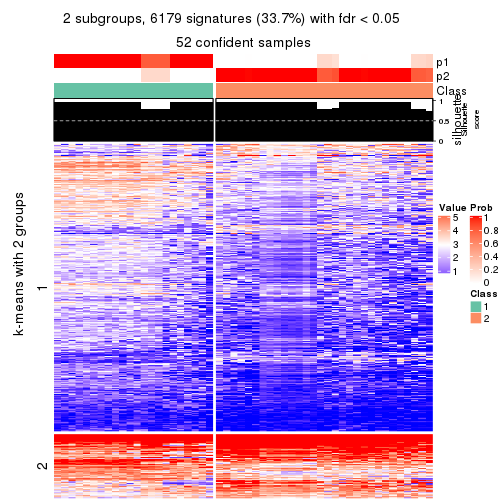 2 subgroups, 6179 signatures (33.7%) with fdr < 0.05
52 confident samples
p1
p2
Class
1
0.5
0
silhouette
Silhouette
score
k-means with 2 groups
1
2
Value
5
4
3
2
1
Prob
1
0.8
0.6
0.4
0.2
0
Class
1
2